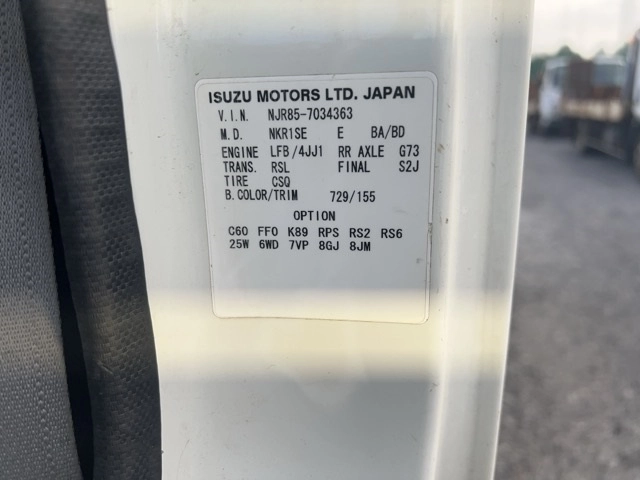 ISUZU MOTORS LTD. JAPAN
V.I.N. NJR85-7034363
M.D. NKR1SE E BA/BD
ENGINE LFB/4JJ1 RR AXLE G73
TRANS. RSL FINAL S2J
TIRE CSQ
B.COLOR/TRIM 729/155
OPTION
C60 FF0 K89 RPS RS2 RS6
25W 6WD 7VP 8GJ 8JM